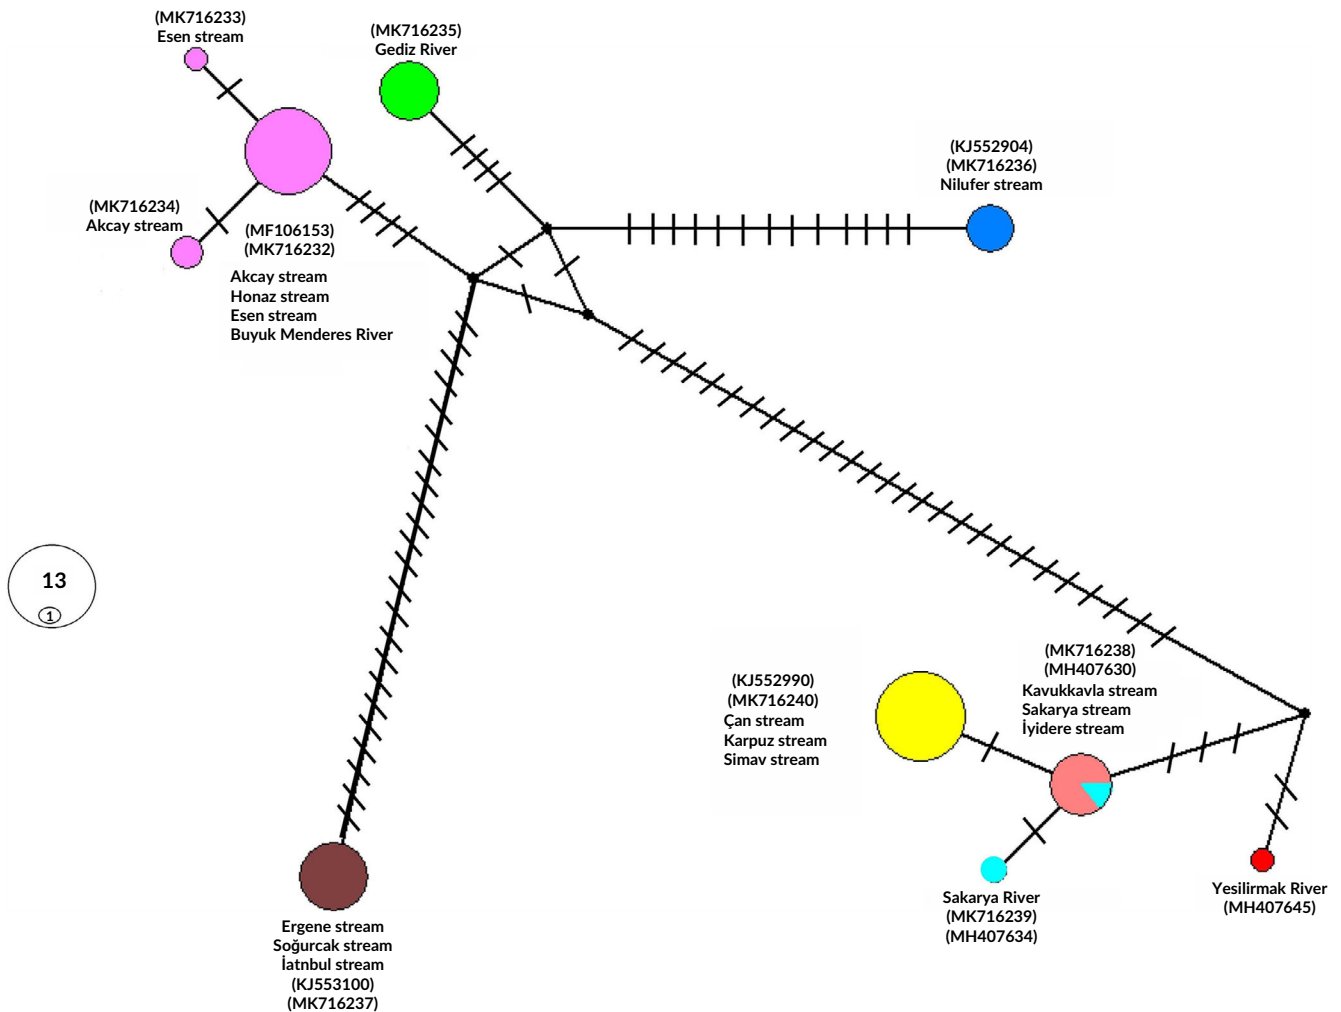 (MK716233)
Esen stream
(MK716235)
Gediz River
(KJ552904)
(MK716236)
Nilufer stream
(MK716234)
Akcay stream
(MF106153)
(MK716232)
Akcay stream
Honaz stream
Esen stream
Buyuk Menderes River
13
1
(MK716238)
(MH407630)
Kavukkavla stream
Sakarya stream
İyidere stream
(KJ552990)
(MK716240)
Çan stream
Karpuz stream
Simav stream
Sakarya River
(MK716239)
(MH407634)
Yesilirmak River
(MH407645)
Ergene stream
Soğurcak stream
İatnbul stream
(KJ553100)
(MK716237)